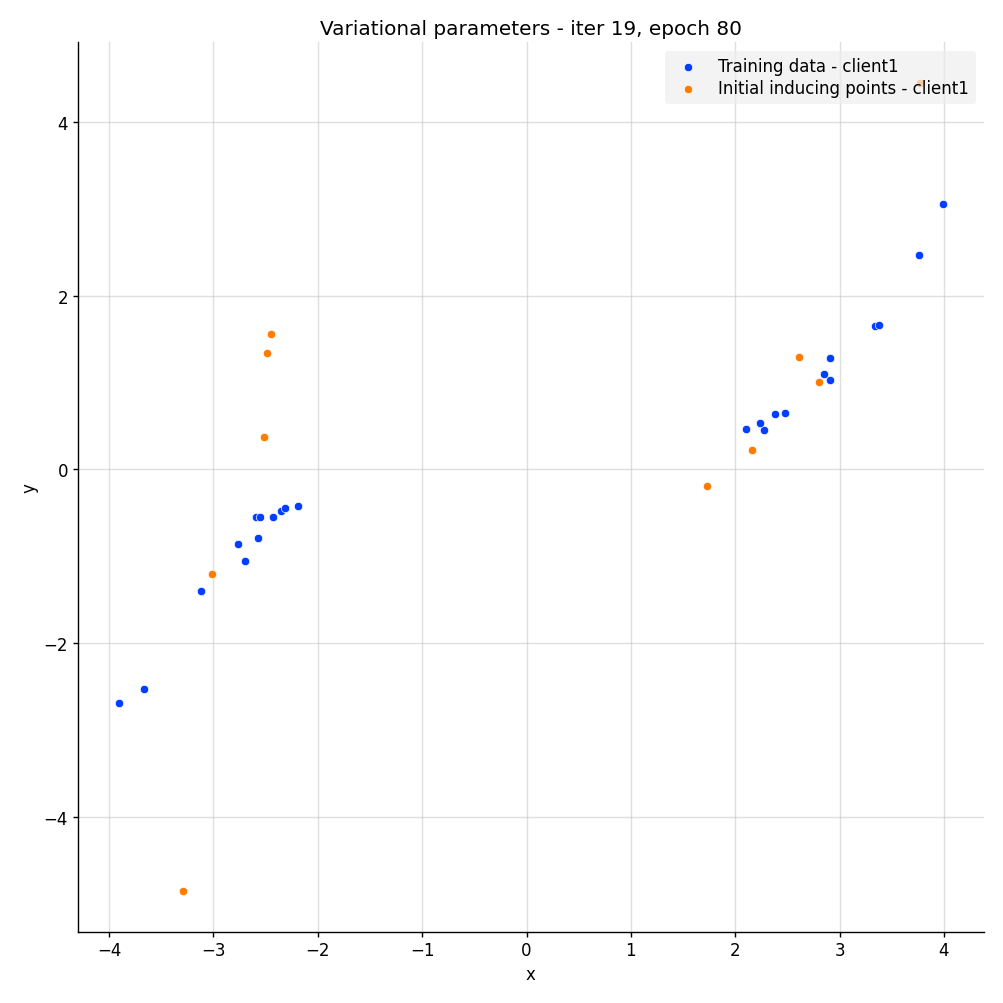 Variational parameters - iter 19, epoch 80
Training data - client1
Initial inducing points - client1
4
2
0
−2
−4
y
−4 −3 −2 −1 0 1 2 3 4
x